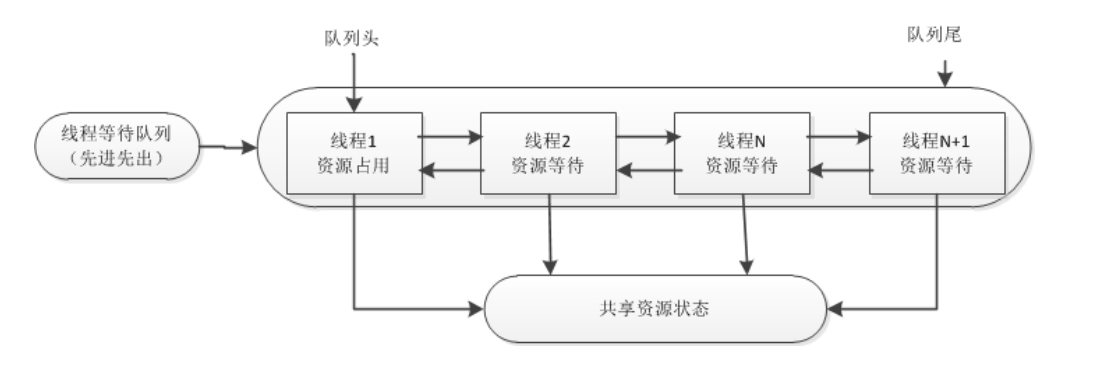 队列头
队列尾
线程等待队列
（先进先出）
线程1
资源占用
线程2
资源等待
线程N
资源等待
线程N+1
资源等待
共享资源状态